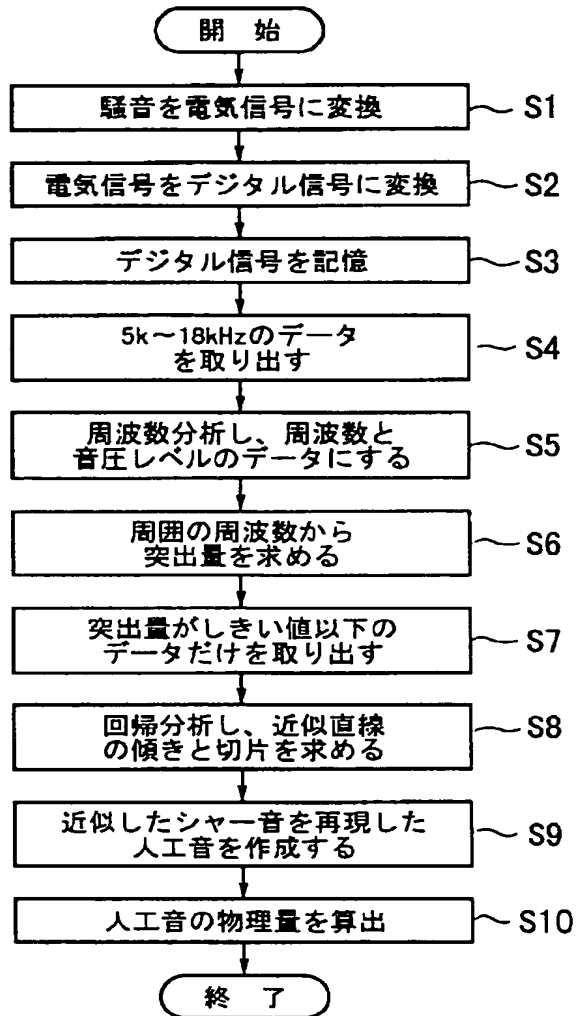 開 始
騒音を電気信号に変換 S1
電気信号をデジタル信号に変換 S2
デジタル信号を記憶 S3
5k～18kHzのデータ
を取り出す S4
周波数分析し、周波数と
音圧レベルのデータにする S5
周囲の周波数から
突出量を求める S6
突出量がしきい値以下の
データだけを取り出す S7
回帰分析し、近似直線
の傾きと切片を求める S8
近似したシャー音を再現した
人工音を作成する S9
人工音の物理量を算出 S10
終 了